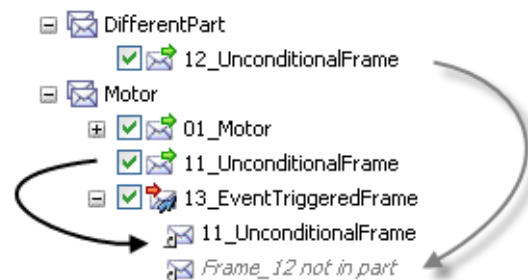 DifferentPart
12_UnconditionalFrame
Motor
01_Motor
11_UnconditionalFrame
13_EventTriggeredFrame
11_UnconditionalFrame
Frame_12 not in part